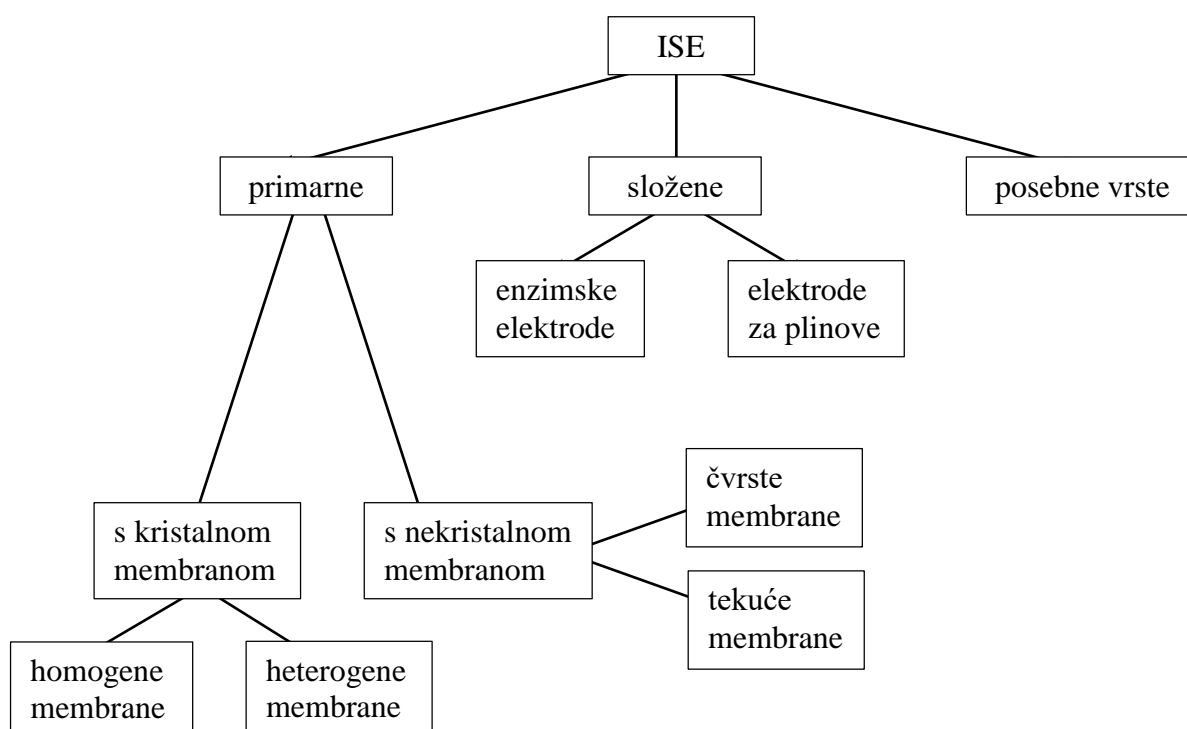 ISE
primarne
složene
posebne vrste
enzimske
elektrode
elektrode
za plinove
čvrste
membrane
s kristalnom
membranom
s nekristalnom
membranom
tekuće
membrane
homogene
membrane
heterogene
membrane